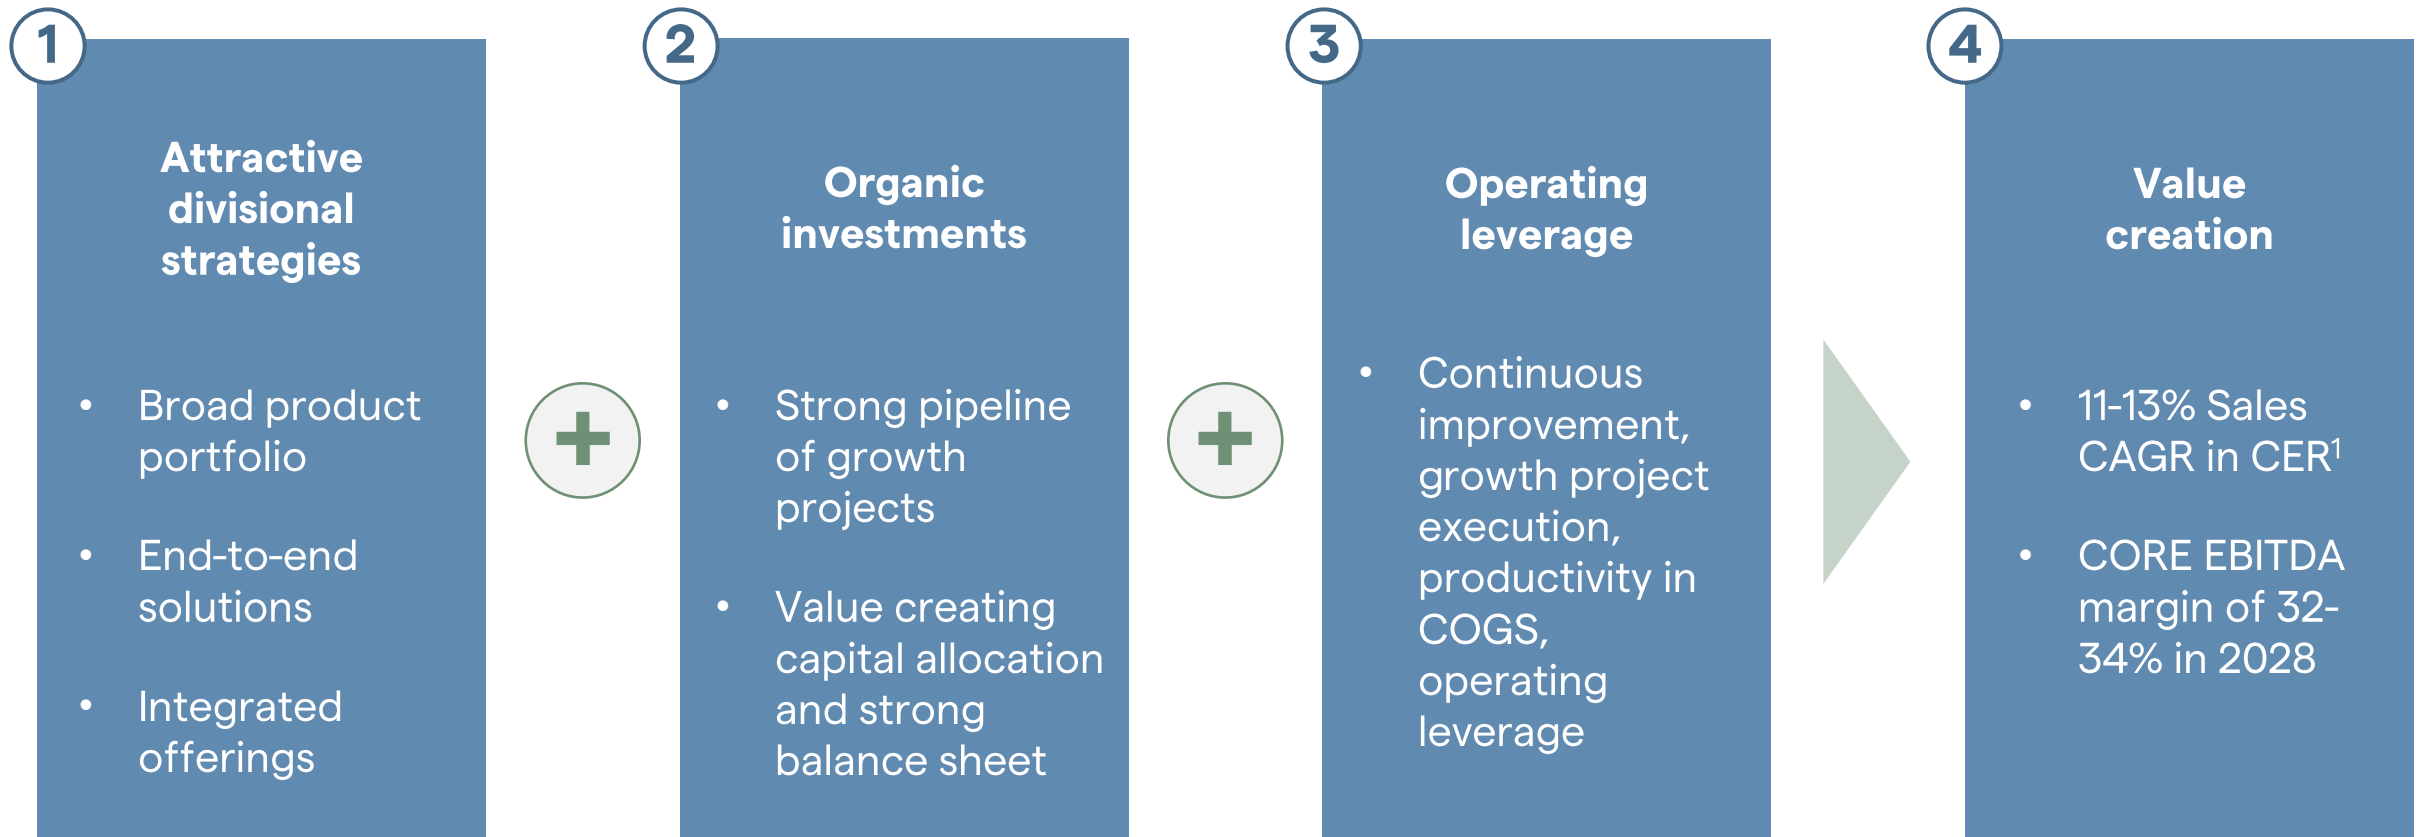 1
Attractive
divisional
strategies
• Broad product
portfolio
• End-to-end
solutions
• Integrated
offerings
+
2
Organic
investments
• Strong pipeline
of growth
projects
• Value creating
capital allocation
and strong
balance sheet
+
3
Operating
leverage
• Continuous
improvement,
growth project
execution,
productivity in
COGS,
operating
leverage
4
Value
creation
• 11-13% Sales
CAGR in CER¹
• CORE EBITDA
margin of 32-
34% in 2028